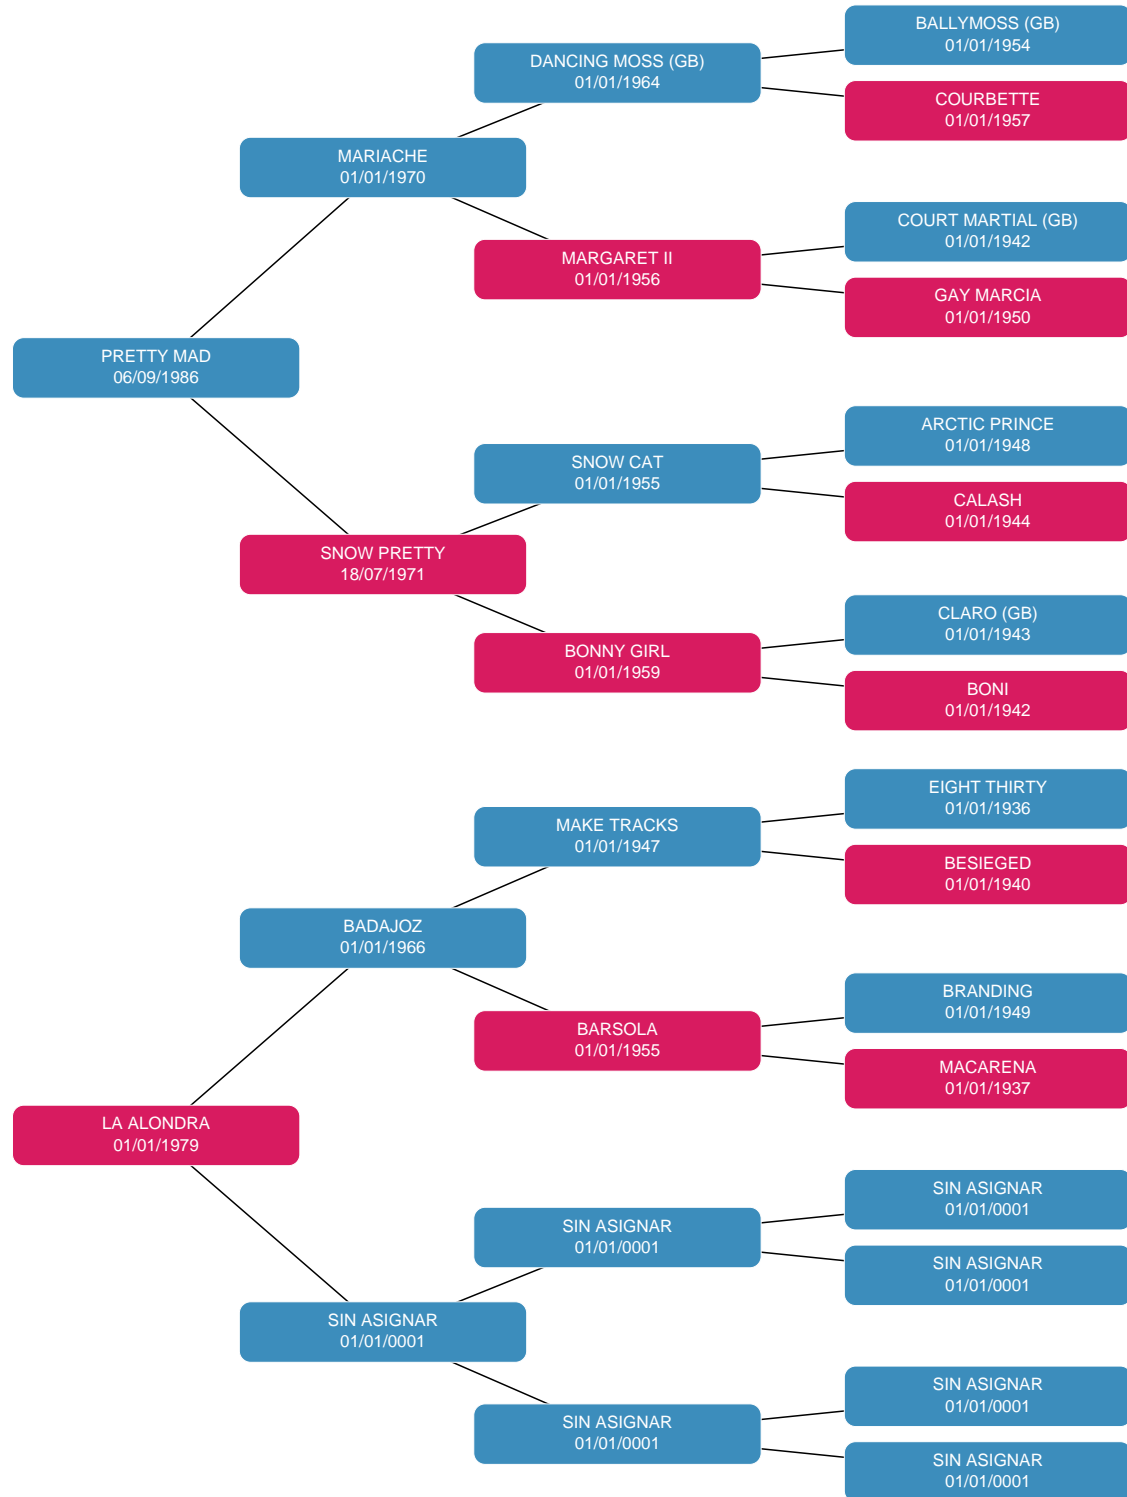 BALLYMOSS (GB)
01/01/1954
DANCING MOSS (GB)
01/01/1964
COURBETTE
01/01/1957
MARIACHE
01/01/1970
COURT MARTIAL (GB)
01/01/1942
MARGARET II
01/01/1956
GAY MARCIA
01/01/1950
PRETTY MAD
06/09/1986
ARCTIC PRINCE
01/01/1948
SNOW CAT
01/01/1955
CALASH
01/01/1944
SNOW PRETTY
18/07/1971
CLARO (GB)
01/01/1943
BONNY GIRL
01/01/1959
BONI
01/01/1942
EIGHT THIRTY
01/01/1936
MAKE TRACKS
01/01/1947
BESIEGED
01/01/1940
BADAJOZ
01/01/1966
BRANDING
01/01/1949
BARSOLA
01/01/1955
MACARENA
01/01/1937
LA ALONDRA
01/01/1979
SIN ASIGNAR
01/01/0001
SIN ASIGNAR
01/01/0001
SIN ASIGNAR
01/01/0001
SIN ASIGNAR
01/01/0001
SIN ASIGNAR
01/01/0001
SIN ASIGNAR
01/01/0001
SIN ASIGNAR
01/01/0001